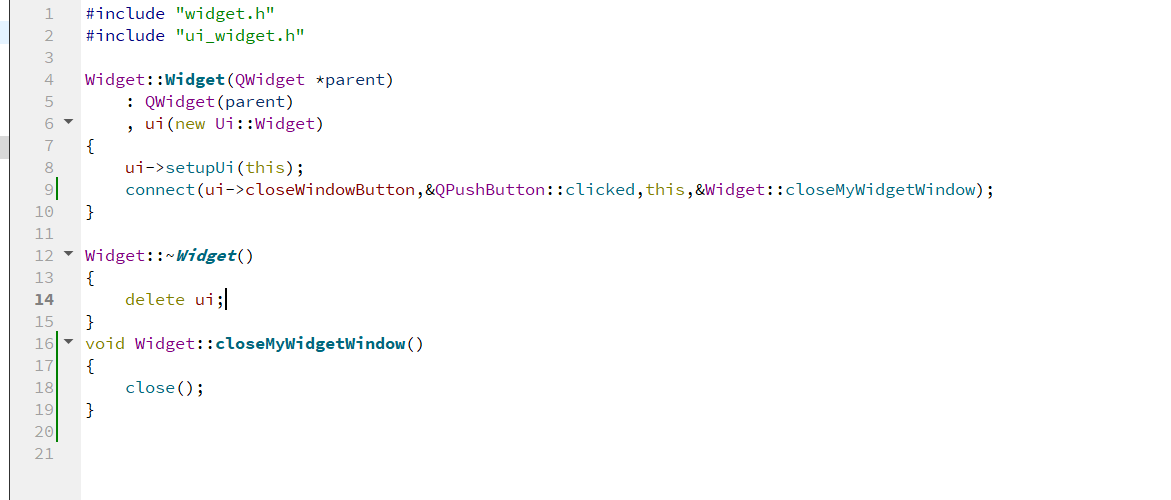 1 #include "widget.h"
2 #include "ui_widget.h"
3
4 Widget::Widget(QWidget *parent)
5     : QWidget(parent)
6     , ui(new Ui::Widget)
7 {
8     ui->setupUi(this);
9     connect(ui->closeWindowButton,&QPushButton::clicked,this,&Widget::closeMyWidgetWindow);
10 }
11
12 Widget::~Widget()
13 {
14     delete ui;
15 }
16 void Widget::closeMyWidgetWindow()
17 {
18     close();
19 }
20
21